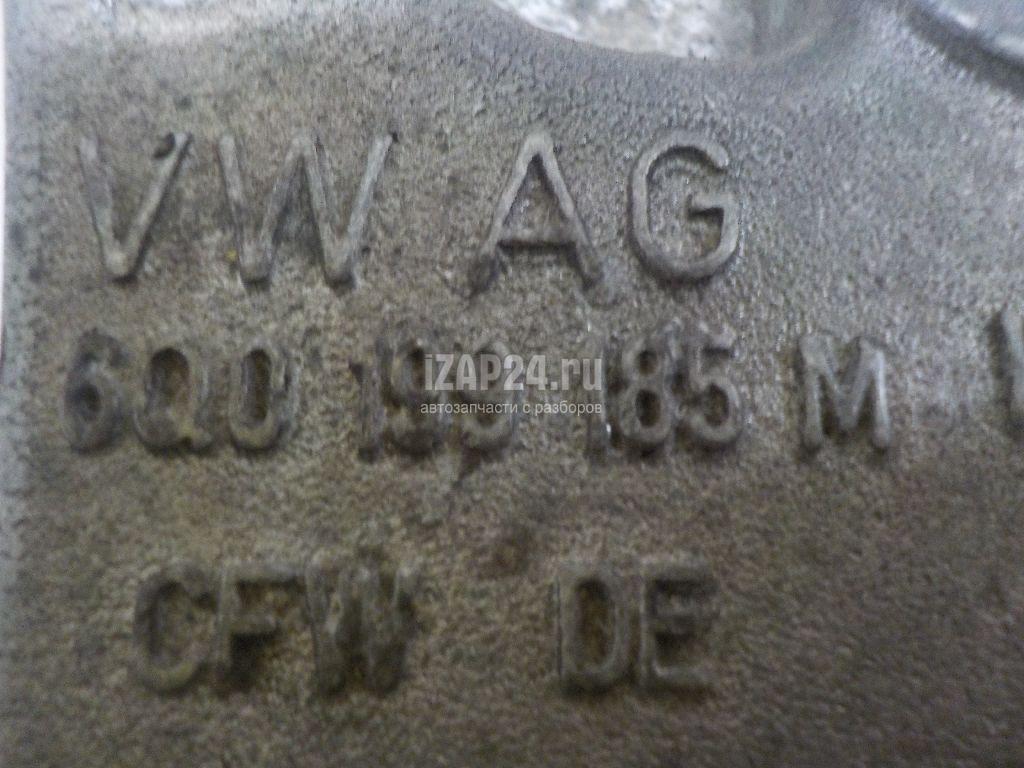 VW AG
6Q0 199 185 M
iZAP24.ru
автозапчасти с разборов
CFW DE